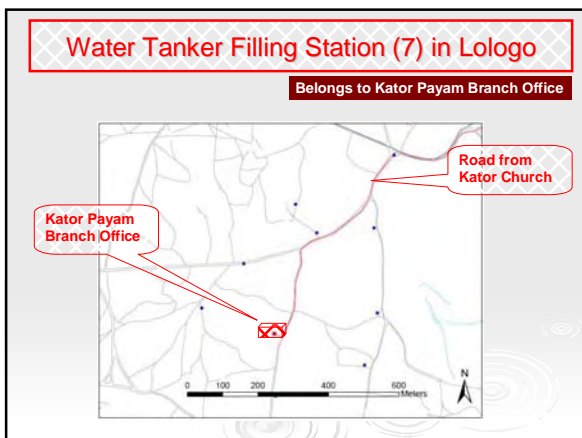 Water Tanker Filling Station (7) in Lologo
Belongs to Kator Payam Branch Office
Road from
Kator Church
Kator Payam
Branch Office
N
0 100 200 400 600
Meters